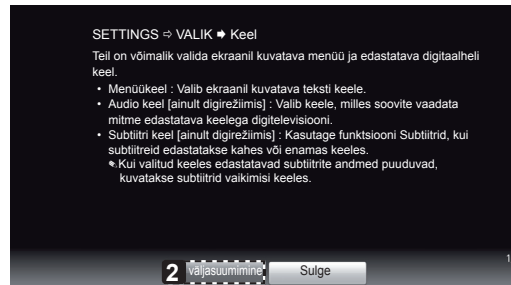 SETTINGS ⇨ VALIK ➡ Keel
Teil on võimalik valida ekraanil kuvatava menüü ja edastatava digitaalheli
keel.
• Menüükeel : Valib ekraanil kuvatava teksti keele.
• Audio keel [ainult digirežiimis] : Valib keele, milles soovite vaadata
mitme edastatava keelega digitelevisiooni.
• Subtiitri keel [ainult digirežiimis] : Kasutage funktsiooni Subtiitrid, kui
subtiitreid edastatakse kahes või enamas keeles.
✎Kui valitud keeles edastatavad subtiitrite andmed puuduvad,
kuvatakse subtiitrid vaikimisi keeles.
1
2 väljasuumimine Sulge